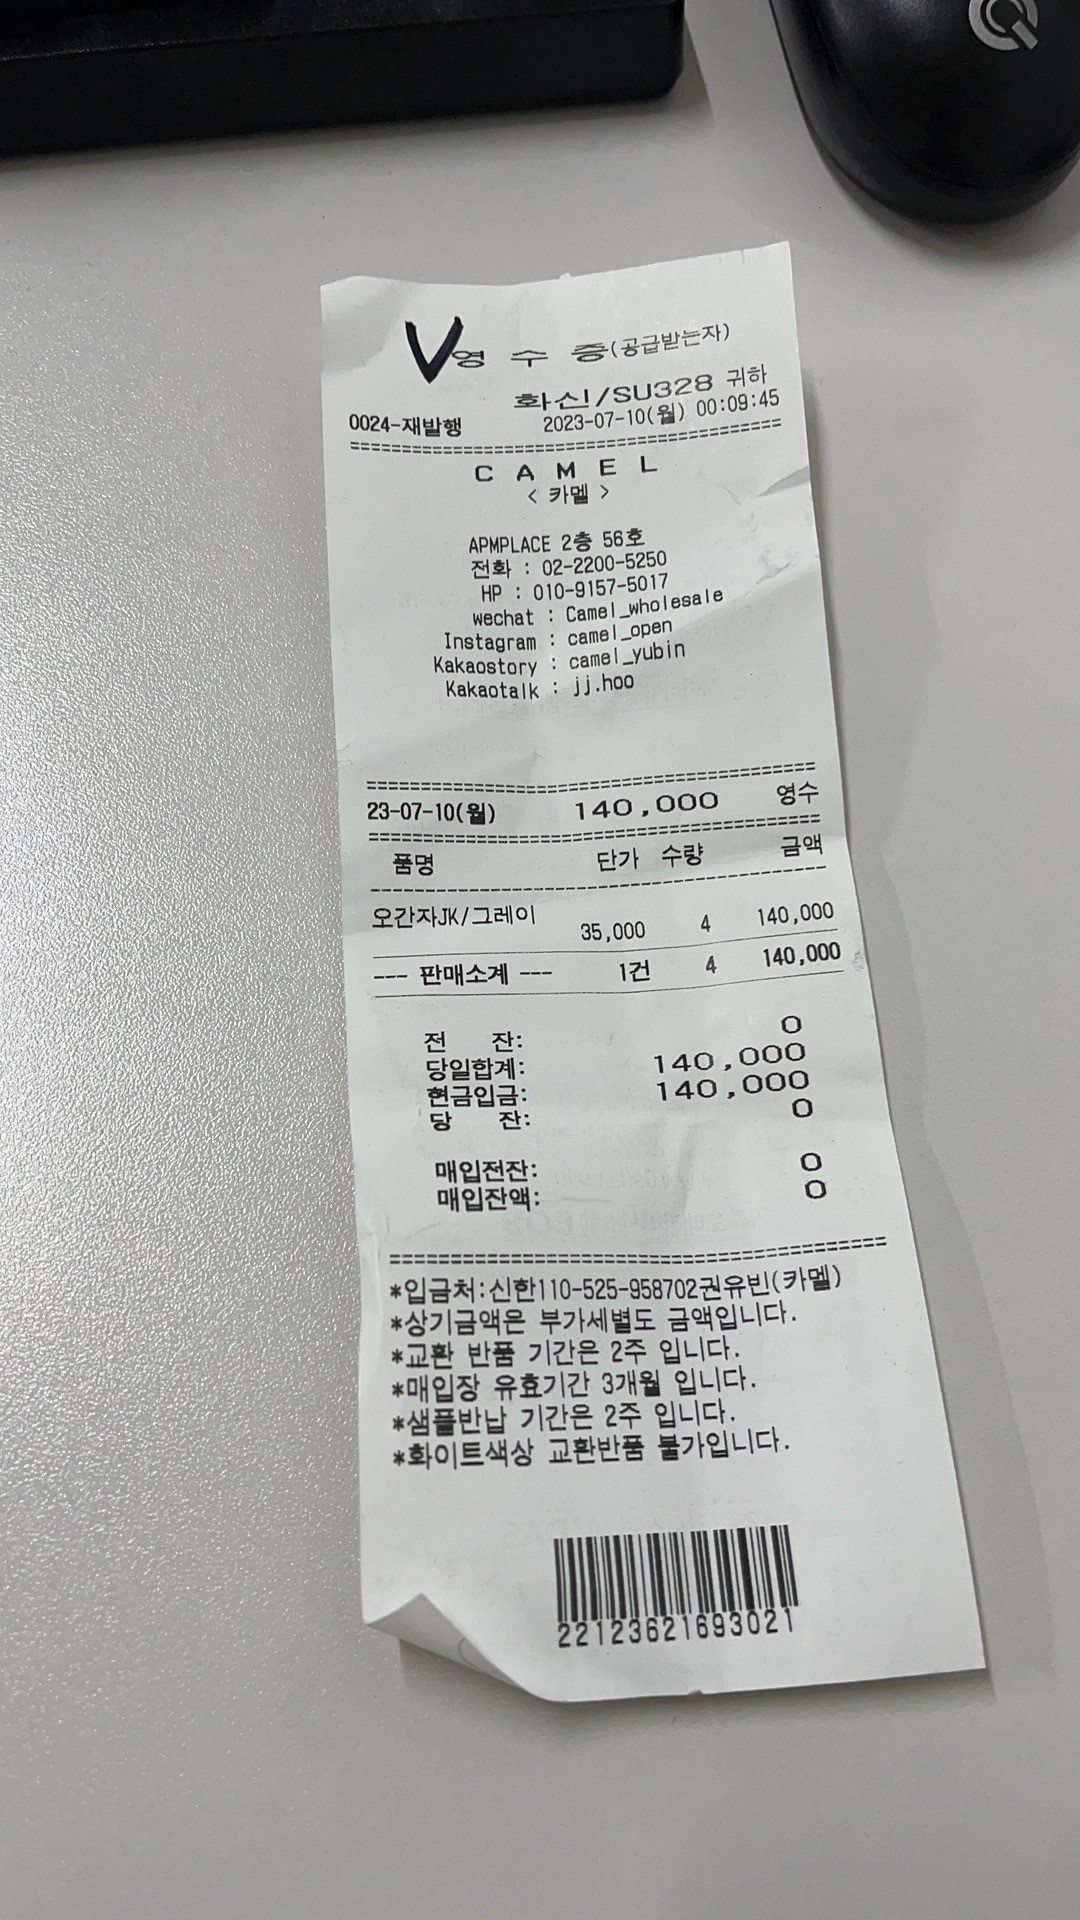 V
영 수 증(공급받는자)
화신/SU328 귀하
0024-재발행 2023-07-10(월) 00:09:45
==========================================
C A M E L
< 카멜 >
APMPLACE 2층 56호
전화 : 02-2200-5250
HP : 010-9157-5017
wechat : Camel_wholesale
Instagram : camel_open
Kakaostory : camel_yubin
Kakaotalk : jj.hoo
==========================================
23-07-10(월) 140,000 영수
==========================================
품명 단가 수량 금액
------------------------------------------
오간자JK/그레이
35,000 4 140,000
--- 판매소계 --- 1건 4 140,000
전 잔: 0
당일합계: 140,000
현금입금: 140,000
당 잔: 0
매입전잔: 0
매입잔액: 0
==========================================
*입금처:신한110-525-958702권유빈(카멜)
*상기금액은 부가세별도 금액입니다.
*교환 반품 기간은 2주 입니다.
*매입장 유효기간 3개월 입니다.
*샘플반납 기간은 2주 입니다.
*화이트색상 교환반품 불가입니다.
22123621693021